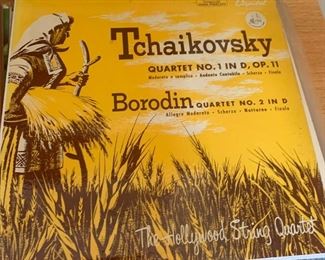 Tchaikovsky
QUARTET NO. 1 IN D, OP. 11
Moderato e semplice - Andante Cantabile - Scherzo - Finale
Borodin QUARTET NO. 2 IN D
Allegro Moderato - Scherzo - Notturno - Finale
The Hollywood String Quartet